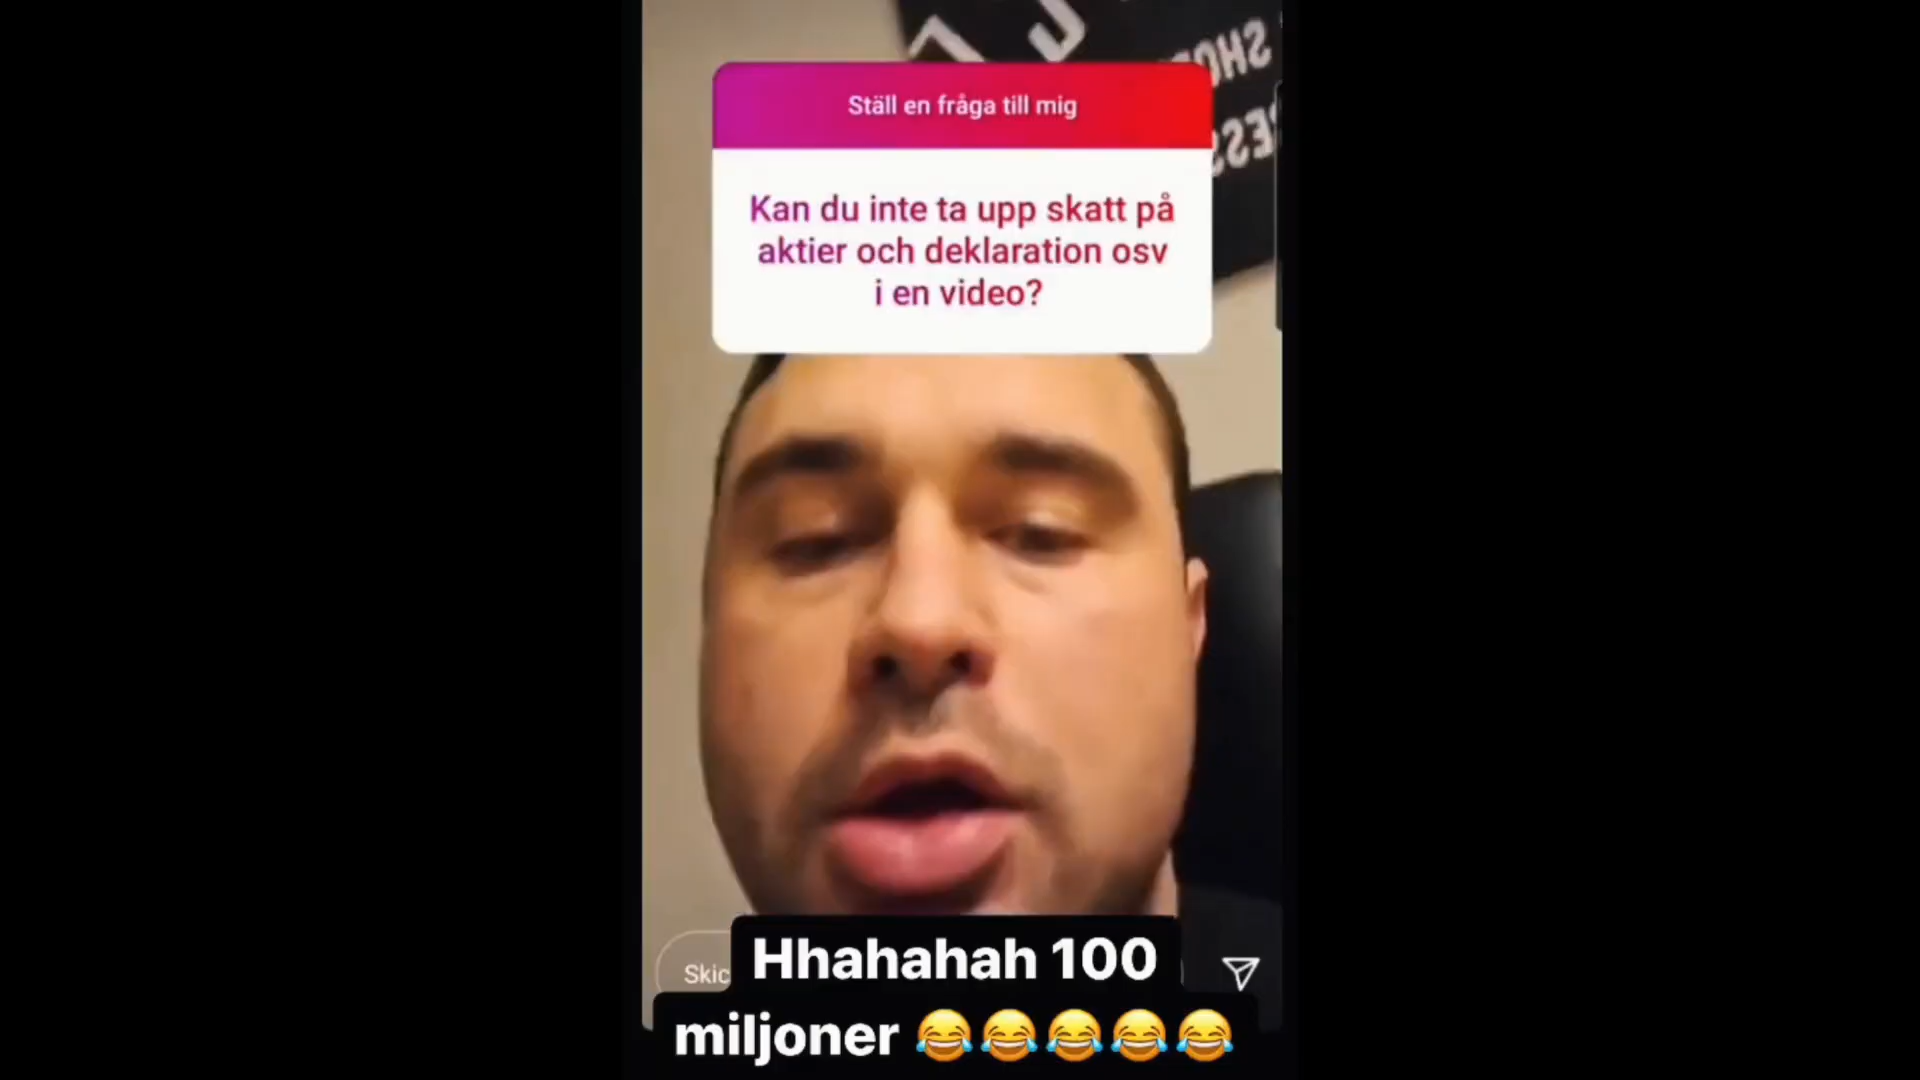 Ställ en fråga till mig
Kan du inte ta upp skatt på
aktier och deklaration osv
i en video?
Skic
Hhahahah 100
miljoner 😂😂😂😂😂